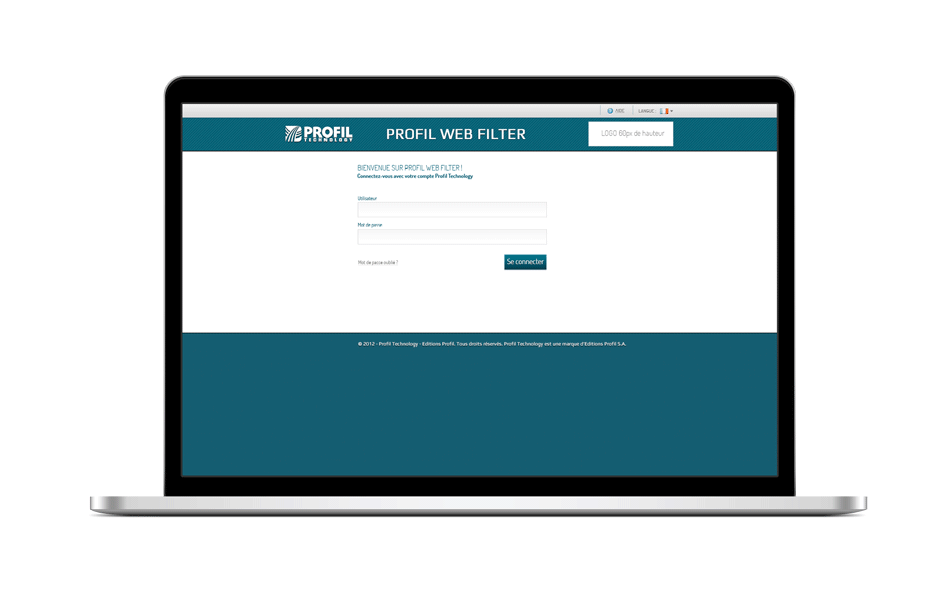 AIDE
LANGUE :
PROFIL
TECHNOLOGY
PROFIL WEB FILTER
LOGO 60px de hauteur
BIENVENUE SUR PROFIL WEB FILTER !
Connectez-vous avec votre compte Profil Technology
Utilisateur
Mot de passe
Mot de passe oublié ?
Se connecter
© 2012 - Profil Technology - Editions Profil. Tous droits réservés. Profil Technology est une marque d'Editions Profil S.A.